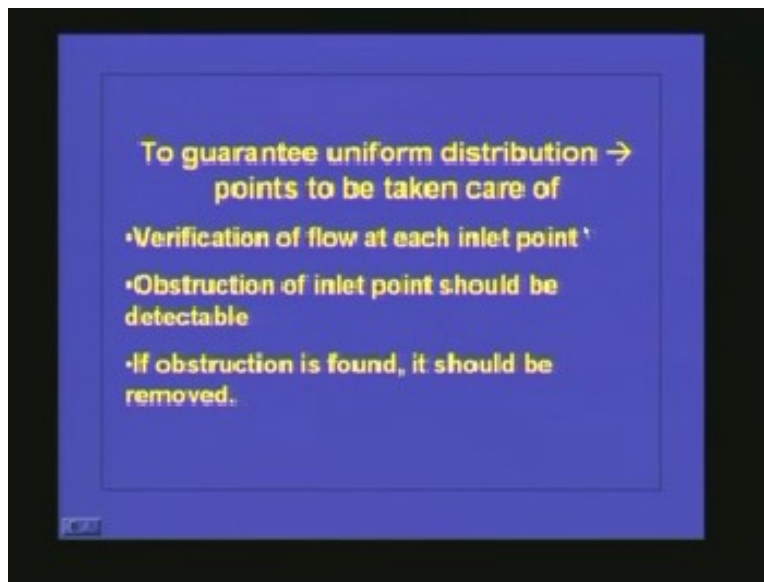 To guarantee uniform distribution →
points to be taken care of
•Verification of flow at each inlet point
•Obstruction of inlet point should be
detectable
•If obstruction is found, it should be
removed.